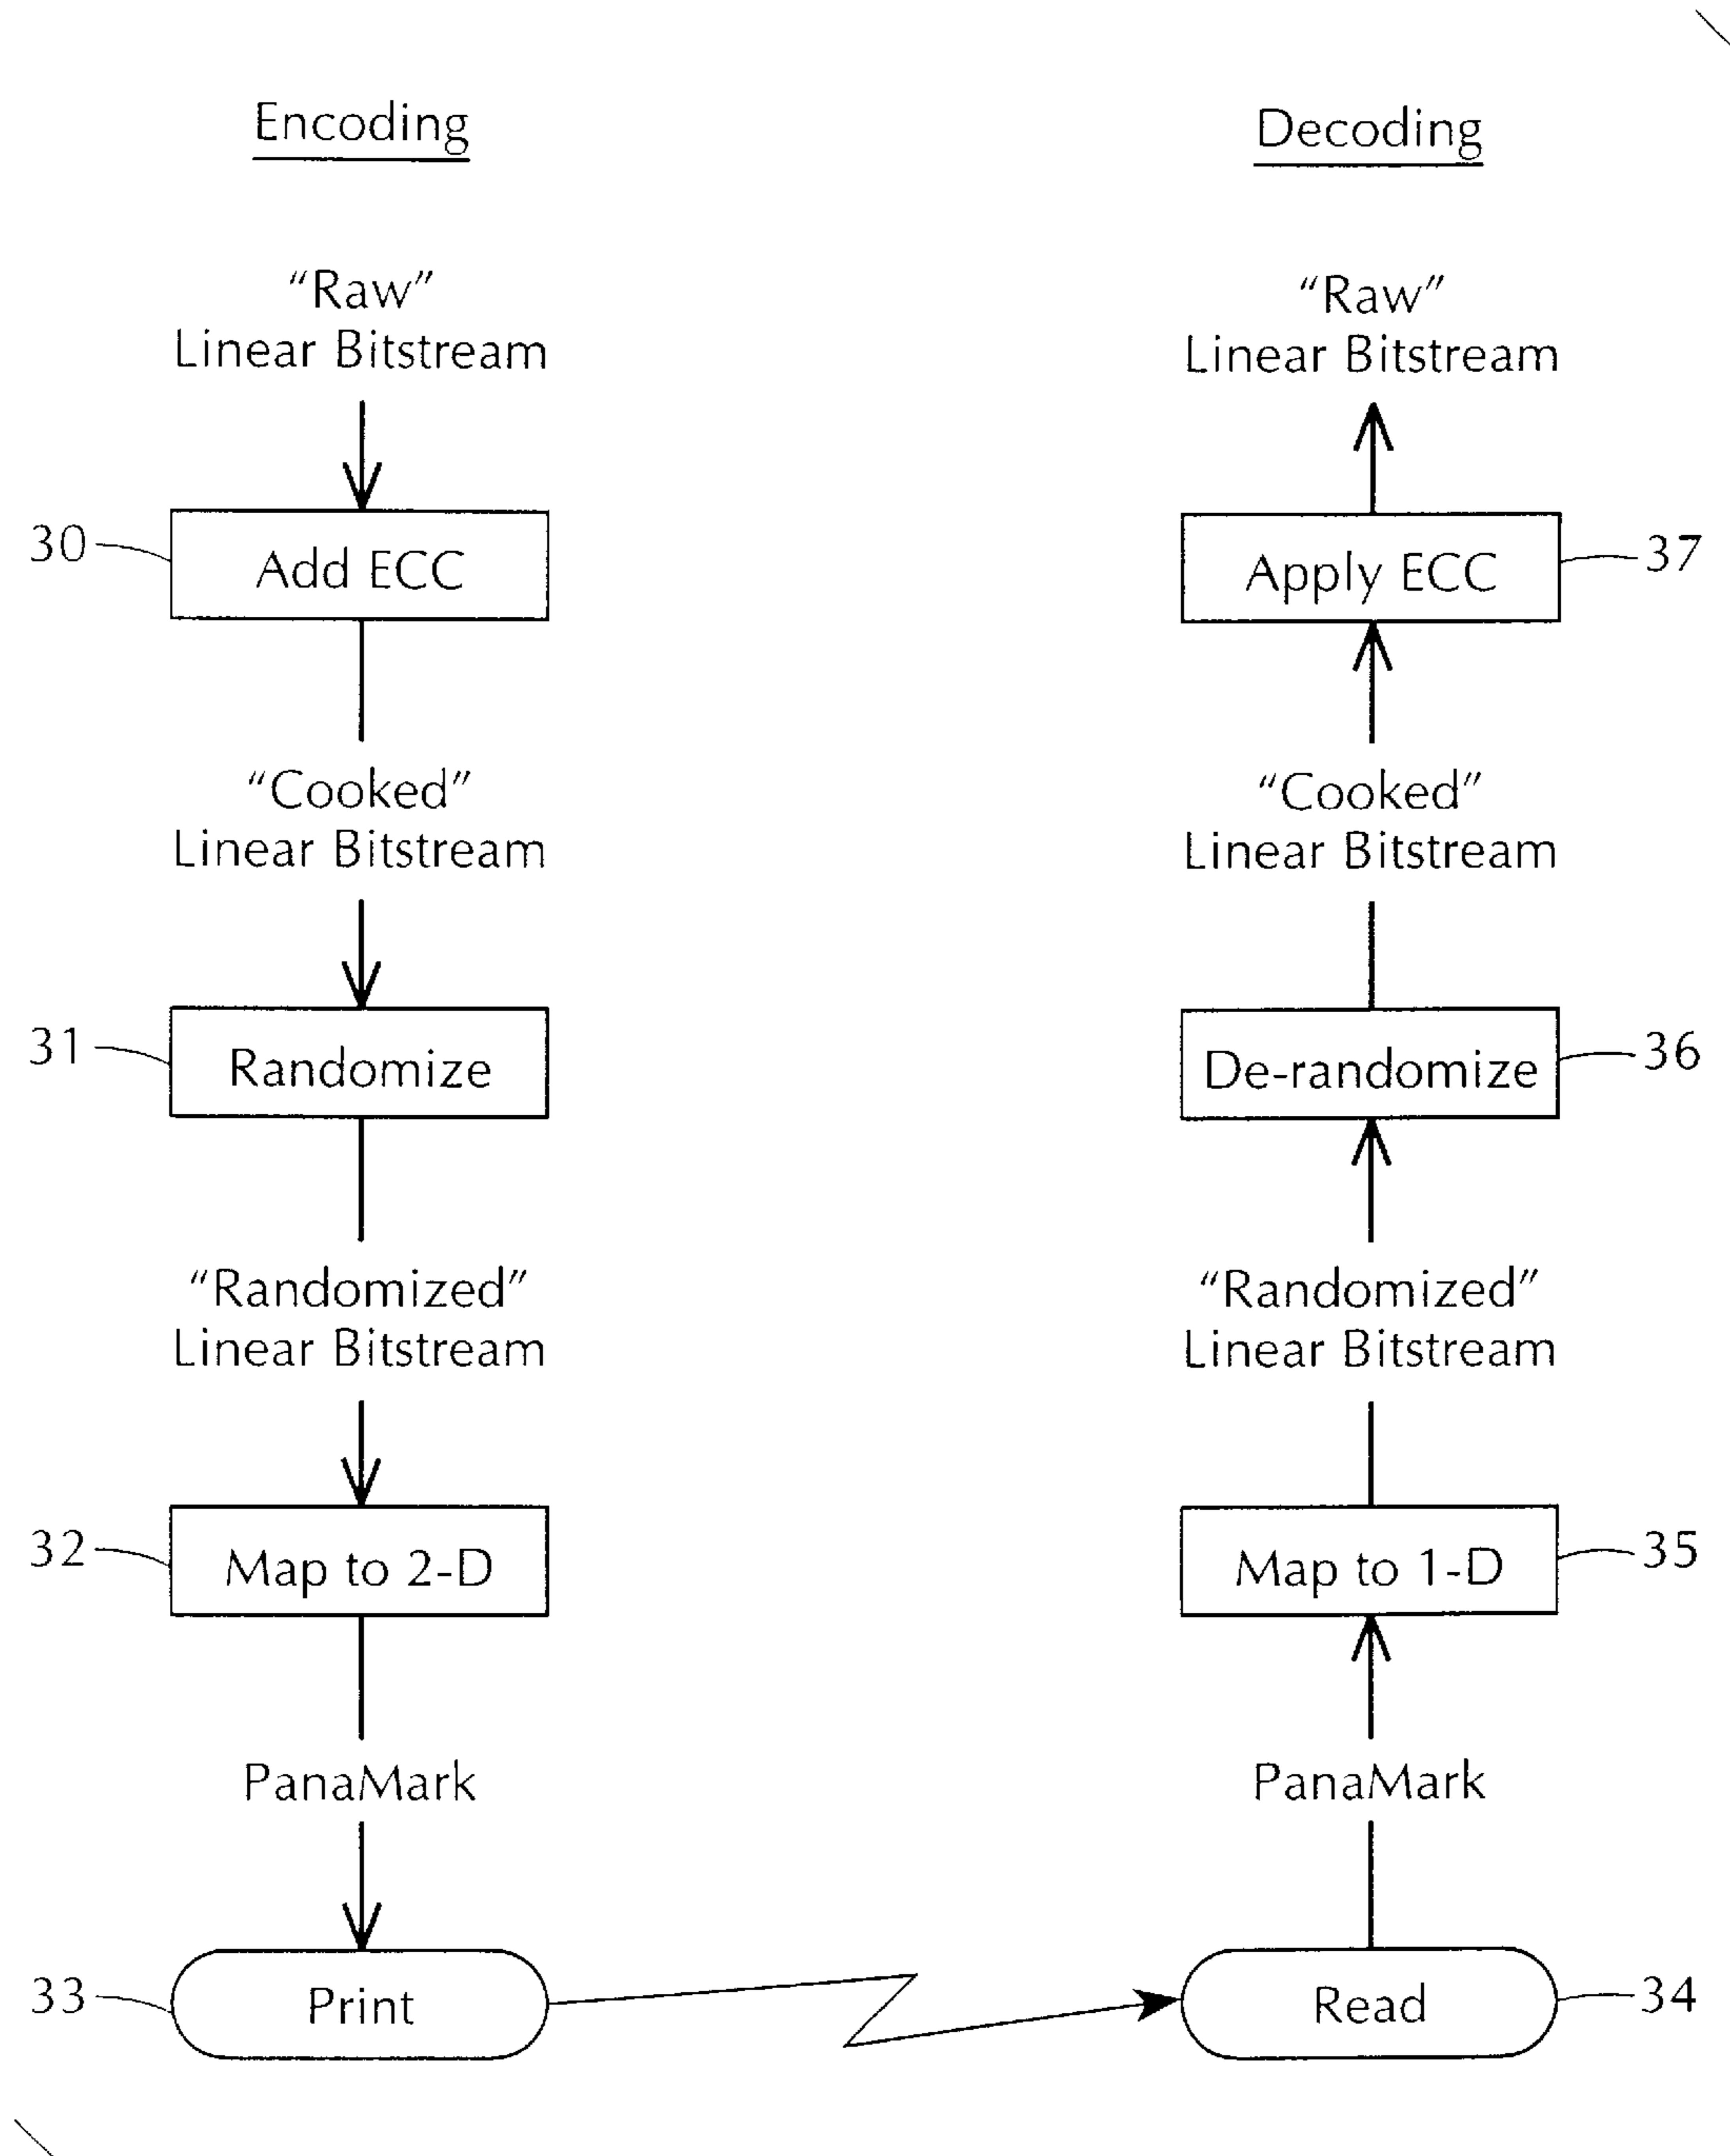 Encoding
"Raw"
Linear Bitstream
30
Add ECC
"Cooked"
Linear Bitstream
31
Randomize
"Randomized"
Linear Bitstream
32
Map to 2-D
PanaMark
33
Print
Decoding
"Raw"
Linear Bitstream
Apply ECC
37
"Cooked"
Linear Bitstream
De-randomize
36
"Randomized"
Linear Bitstream
Map to 1-D
35
PanaMark
Read
34